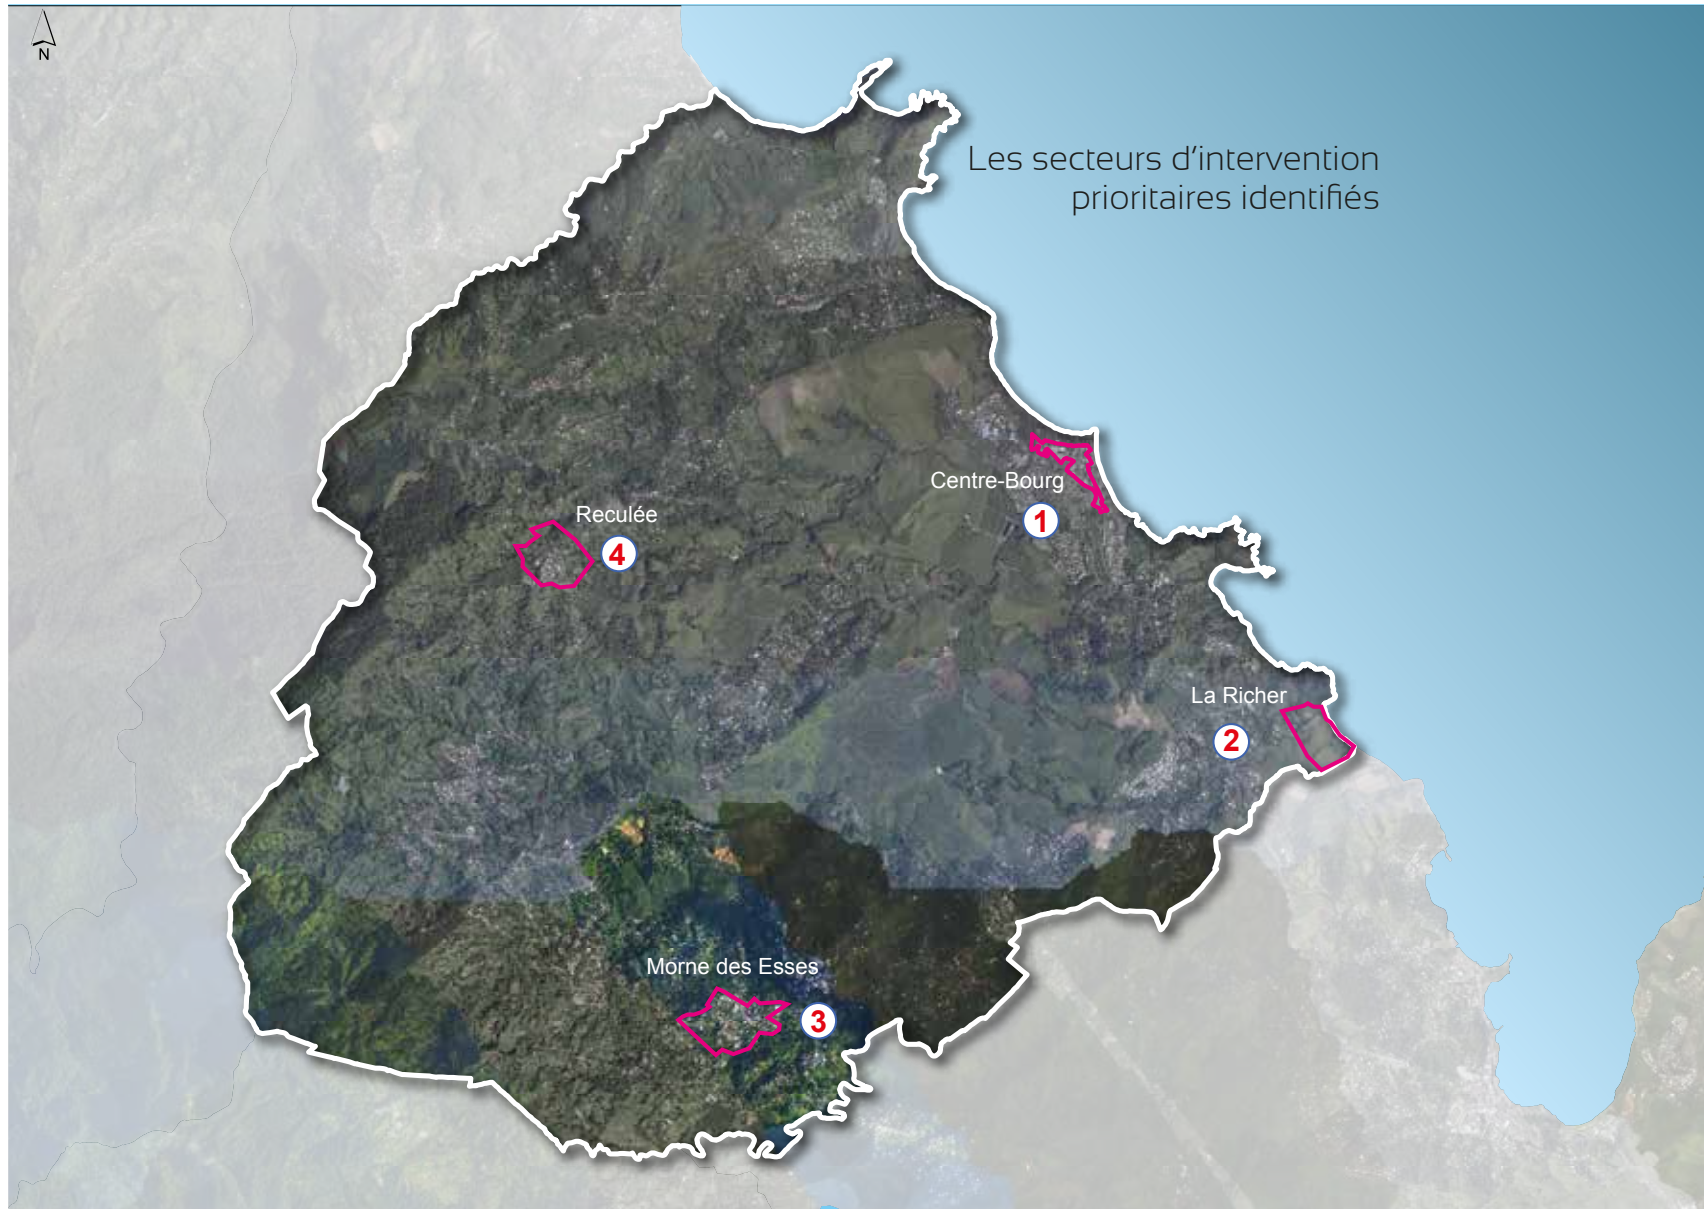 N
Les secteurs d'intervention
prioritaires identifiés
Centre-Bourg
1
Reculée
4
La Richer
2
Morne des Esses
3